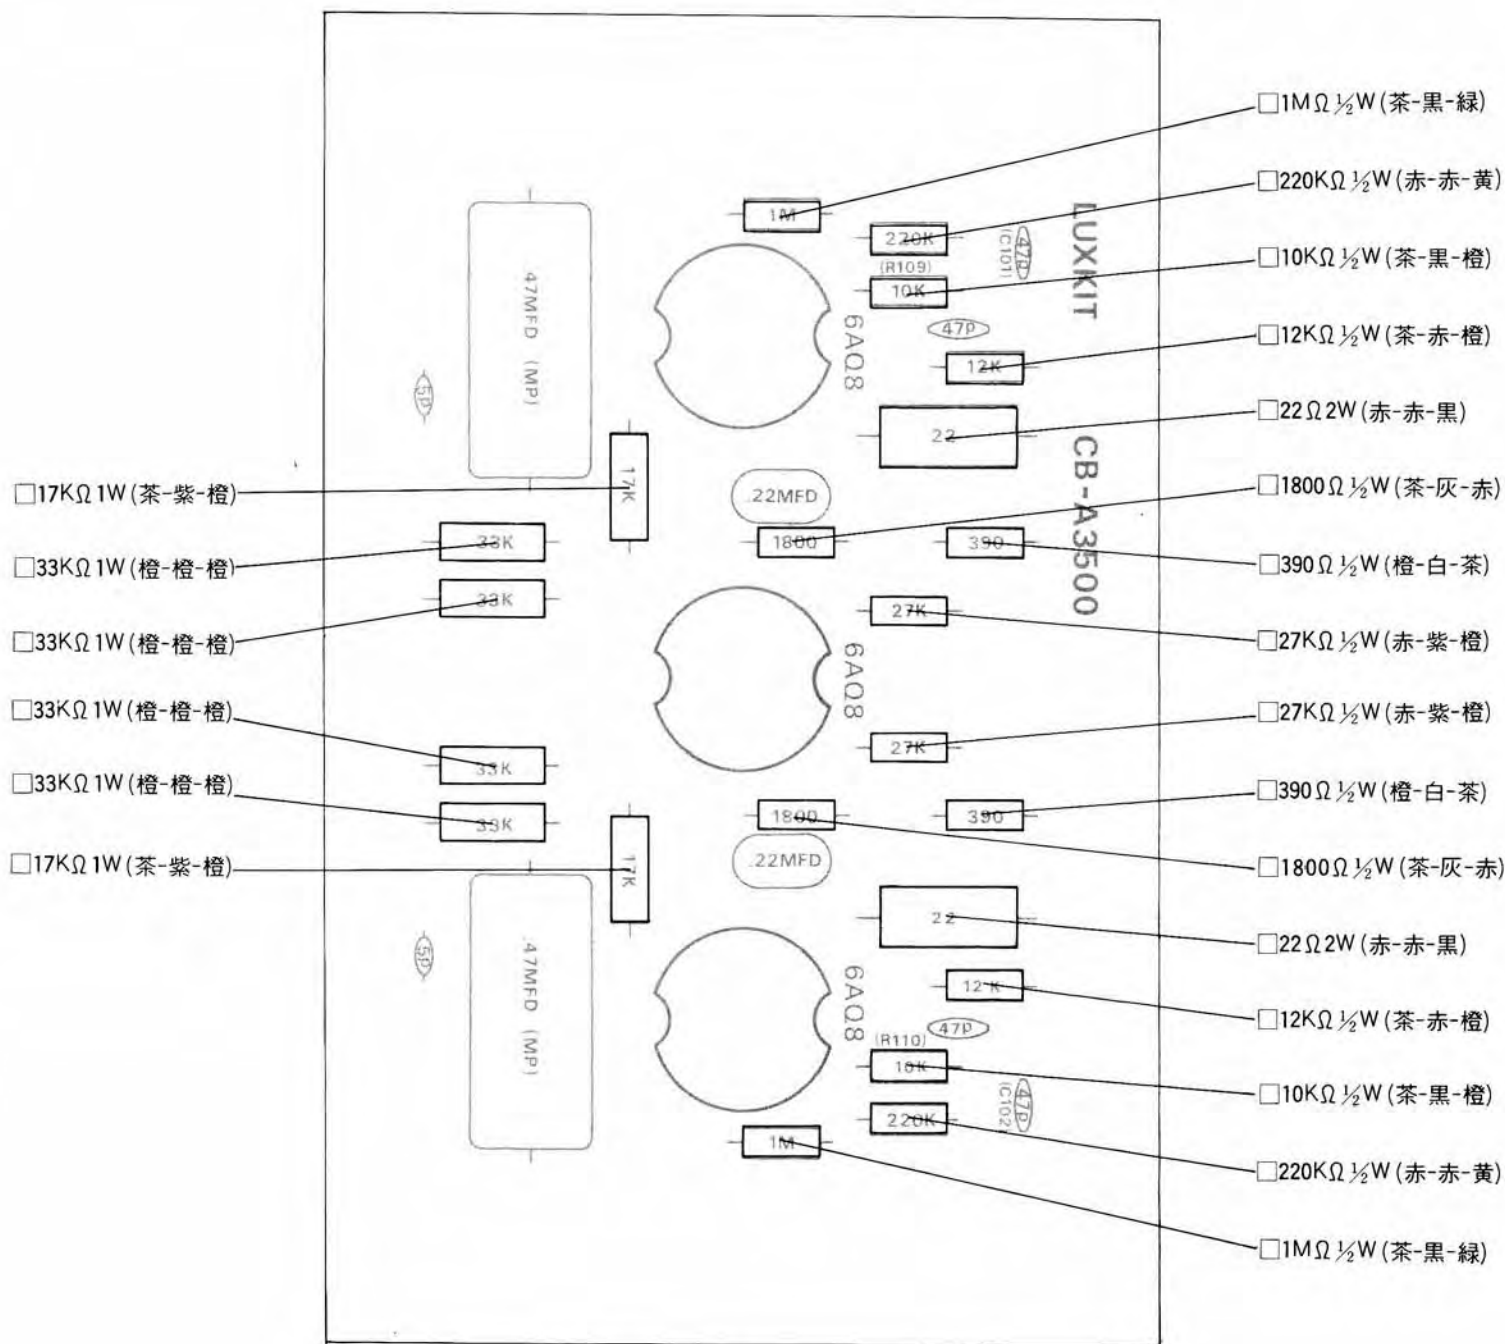 □1MΩ ½W (茶-黒-緑)
□220KΩ ½W (赤-赤-黄)
□10KΩ ½W (茶-黒-橙)
□12KΩ ½W (茶-赤-橙)
□22Ω 2W (赤-赤-黒)
□1800Ω ½W (茶-灰-赤)
□390Ω ½W (橙-白-茶)
□27KΩ ½W (赤-紫-橙)
□27KΩ ½W (赤-紫-橙)
□390Ω ½W (橙-白-茶)
□1800Ω ½W (茶-灰-赤)
□22Ω 2W (赤-赤-黒)
□12KΩ ½W (茶-赤-橙)
□10KΩ ½W (茶-黒-橙)
□220KΩ ½W (赤-赤-黄)
□1MΩ ½W (茶-黒-緑)
□17KΩ 1W (茶-紫-橙)
□33KΩ 1W (橙-橙-橙)
□33KΩ 1W (橙-橙-橙)
□33KΩ 1W (橙-橙-橙)
□33KΩ 1W (橙-橙-橙)
□17KΩ 1W (茶-紫-橙)
LUXKIT CB-A3500
1M
220K
47P
(C101)
(R109)
10K
47P
6AQ8
12K
22
.47MFD (MP)
5P
17K
.22MFD
1800
390
33K
33K
27K
6AQ8
27K
33K
33K
1800
390
17K
.22MFD
22
.47MFD (MP)
5P
6AQ8
12K
47P
(R110)
10K
47P
(C102)
220K
1M